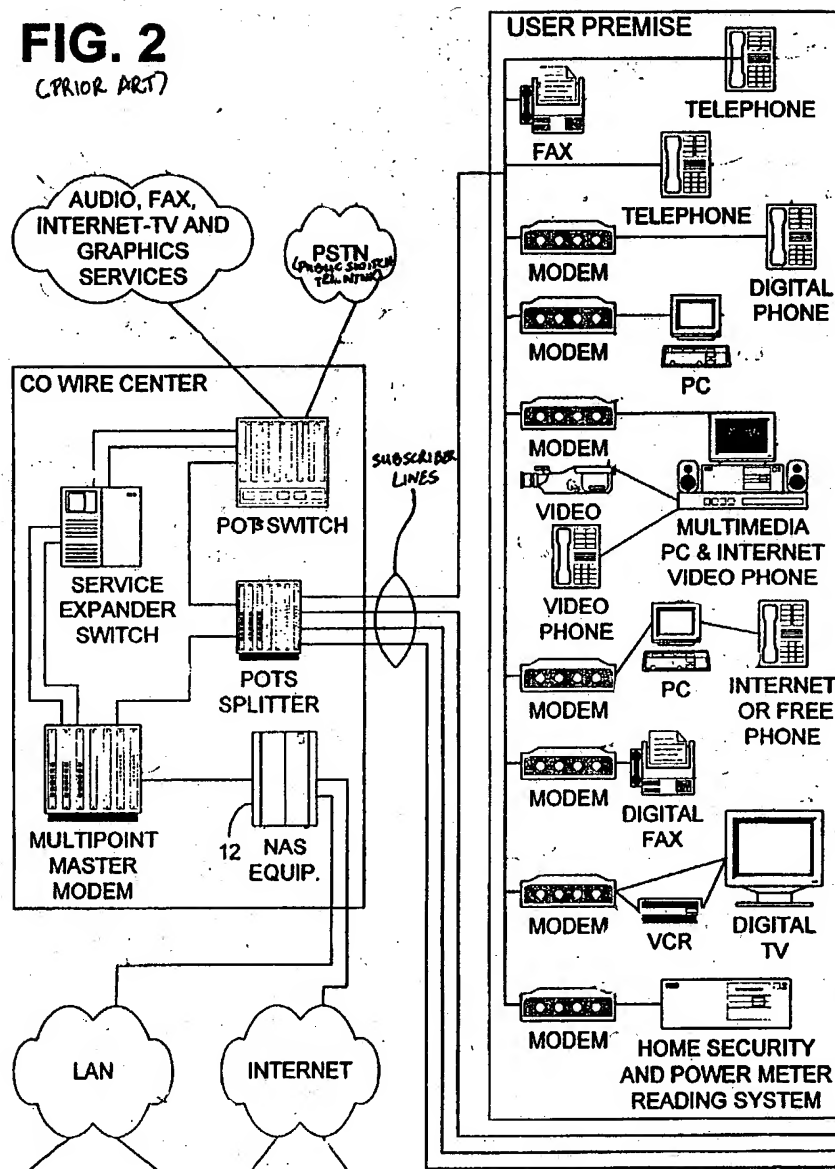 FIG. 2
(PRIOR ART)
AUDIO, FAX,
INTERNET-TV AND
GRAPHICS
SERVICES
PSTN
(PUBLIC SWITCH
CO WIRE CENTER
POTS SWITCH
SERVICE
EXPANDER
SWITCH
POTS
SPLITTER
SUBSCRIBER
LINES
MULTIPOINT
MASTER
MODEM
12
NAS
EQUIP.
LAN
INTERNET
USER PREMISE
TELEPHONE
FAX
TELEPHONE
MODEM
DIGITAL
PHONE
MODEM
PC
MODEM
VIDEO
MULTIMEDIA
PC & INTERNET
VIDEO PHONE
VIDEO
PHONE
MODEM
PC
INTERNET
OR FREE
PHONE
MODEM
DIGITAL
FAX
MODEM
VCR
DIGITAL
TV
MODEM
HOME SECURITY
AND POWER METER
READING SYSTEM